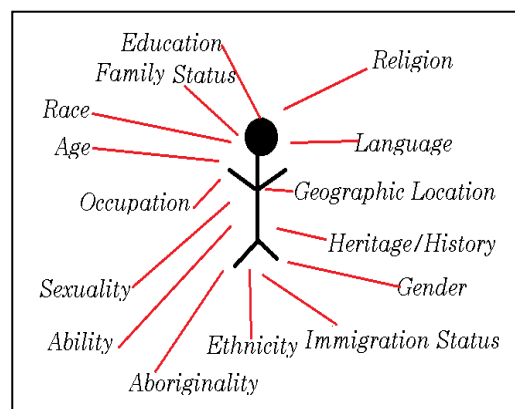 Education
Religion
Family Status
Race
Age
Language
Occupation
Geographic Location
Heritage/History
Sexuality
Gender
Ability
Ethnicity
Immigration Status
Aboriginality